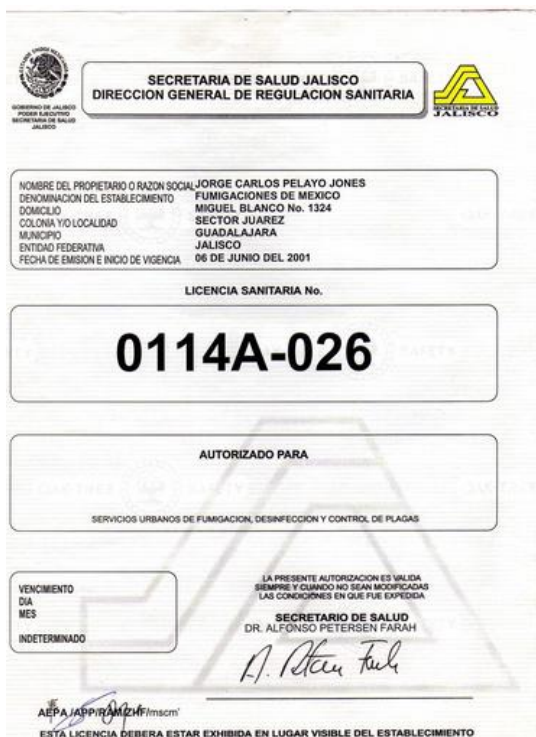 GOBIERNO DE JALISCO
PODER EJECUTIVO
SECRETARIA DE SALUD
JALISCO
SECRETARIA DE SALUD JALISCO
DIRECCION GENERAL DE REGULACION SANITARIA
SECRETARIA DE SALUD
JALISCO
NOMBRE DEL PROPIETARIO O RAZON SOCIAL JORGE CARLOS PELAYO JONES
DENOMINACION DEL ESTABLECIMIENTO FUMIGACIONES DE MEXICO
DOMICILIO MIGUEL BLANCO No. 1324
COLONIA Y/O LOCALIDAD SECTOR JUAREZ
MUNICIPIO GUADALAJARA
ENTIDAD FEDERATIVA JALISCO
FECHA DE EMISION E INICIO DE VIGENCIA 06 DE JUNIO DEL 2001
LICENCIA SANITARIA No.
0114A-026
AUTORIZADO PARA
SERVICIOS URBANOS DE FUMIGACION, DESINFECCION Y CONTROL DE PLAGAS
VENCIMIENTO
DIA
MES
INDETERMINADO
LA PRESENTE AUTORIZACION ES VALIDA
SIEMPRE Y CUANDO NO SEAN MODIFICADAS
LAS CONDICIONES EN QUE FUE EXPEDIDA
SECRETARIO DE SALUD
DR. ALFONSO PETERSEN FARAH
AEPA/APP/RAM/ZHF/mscm'
ESTA LICENCIA DEBERA ESTAR EXHIBIDA EN LUGAR VISIBLE DEL ESTABLECIMIENTO